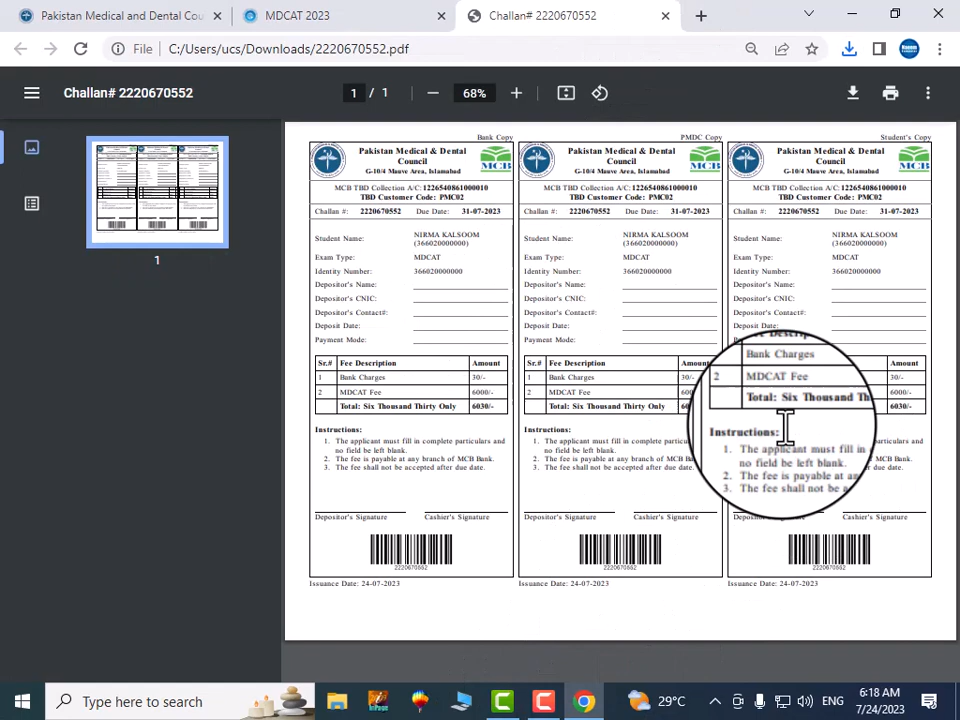 Pakistan Medical and Dental Cou
MDCAT 2023
Challan# 2220670552
File
C:/Users/ucs/Downloads/2220670552.pdf
Challan# 2220670552
1 / 1
68%
1
Bank Copy
Pakistan Medical & Dental
Council
G-10/4 Mauve Area, Islamabad
MCB
MCB TBD Collection A/C: 1226540861000010
TBD Customer Code: PMC02
Challan #: 2220670552 Due Date: 31-07-2023
Student Name: NIRMA KALSOOM
(366020000000)
Exam Type: MDCAT
Identity Number: 366020000000
Depositor's Name:
Depositor's CNIC:
Depositor's Contact#:
Deposit Date:
Payment Mode:
Sr.# Fee Description Amount
1 Bank Charges 30/-
2 MDCAT Fee 6000/-
Total: Six Thousand Thirty Only 6030/-
Instructions:
1. The applicant must fill in complete particulars and
no field be left blank.
2. The fee is payable at any branch of MCB Bank.
3. The fee shall not be accepted after due date.
Depositor's Signature Cashier's Signature
2220670552
Issuance Date: 24-07-2023
PMDC Copy
Pakistan Medical & Dental
Council
G-10/4 Mauve Area, Islamabad
MCB
MCB TBD Collection A/C: 1226540861000010
TBD Customer Code: PMC02
Challan #: 2220670552 Due Date: 31-07-2023
Student Name: NIRMA KALSOOM
(366020000000)
Exam Type: MDCAT
Identity Number: 366020000000
Depositor's Name:
Depositor's CNIC:
Depositor's Contact#:
Deposit Date:
Payment Mode:
Sr.# Fee Description Amount
1 Bank Charges 30/-
2 MDCAT Fee
Total: Six Thousand Thirty Only
Instructions:
1. The applicant must fill in complete
no field be left blank.
2. The fee is payable at any branch of MCB
3. The fee shall not be accepted after due date.
Depositor's Signature Cashier's Signature
2220670552
Issuance Date: 24-07-2023
Student's Copy
Pakistan Medical & Dental
Council
G-10/4 Mauve Area, Islamabad
MCB
MCB TBD Collection A/C: 1226540861000010
TBD Customer Code: PMC02
Challan #: 2220670552 Due Date: 31-07-2023
Student Name: NIRMA KALSOOM
(366020000000)
Exam Type: MDCAT
Identity Number: 366020000000
Depositor's Name:
Depositor's CNIC:
Depositor's Contact#:
Deposit Date:
Amount
Bank Charges 30/-
2 MDCAT Fee 6000/-
Total: Six Thousand Th 6030/-
Instructions:
1. The applicant must fill in particulars and
no field be left blank.
2. The fee is payable at MCB Bank.
3. The fee shall not be due date.
Cashier's Signature
2220670552
Issuance Date: 24-07-2023
Type here to search
29°C
ENG
6:18 AM
7/24/2023